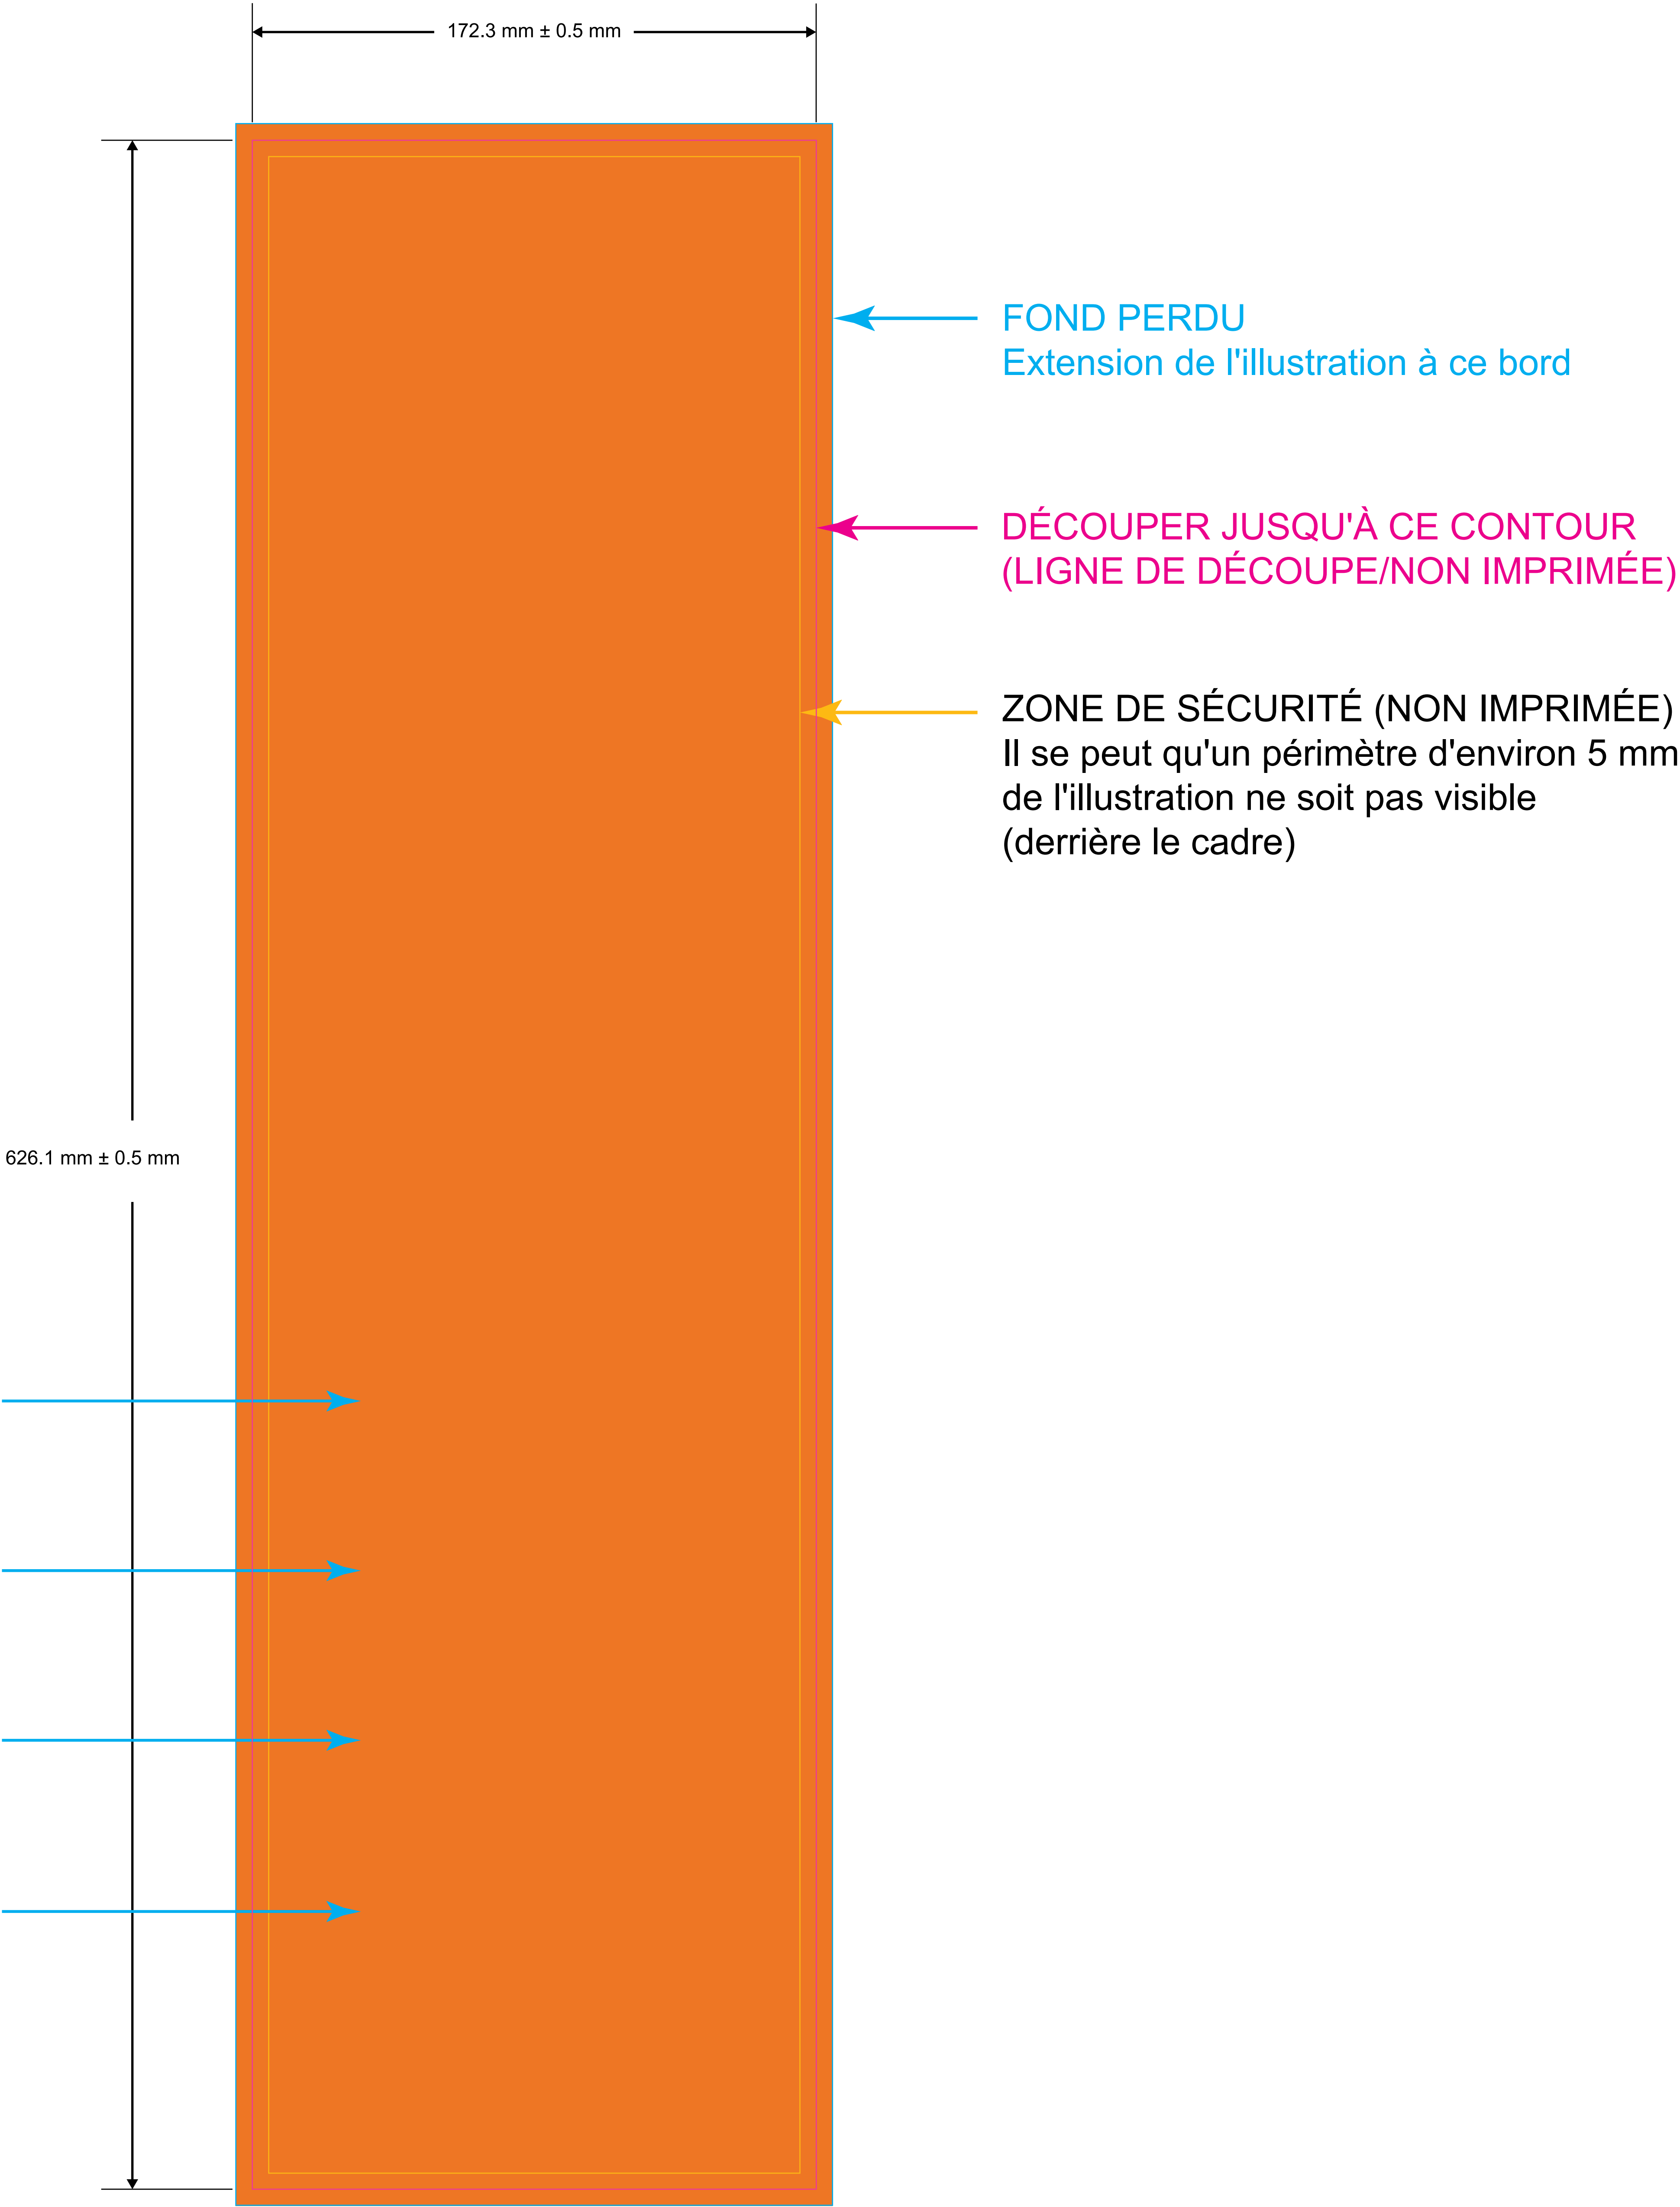 172.3 mm ± 0.5 mm
FOND PERDU
Extension de l'illustration à ce bord
DÉCOUPER JUSQU'À CE CONTOUR
(LIGNE DE DÉCOUPE/NON IMPRIMÉE)
ZONE DE SÉCURITÉ (NON IMPRIMÉE)
Il se peut qu'un périmètre d'environ 5 mm
de l'illustration ne soit pas visible
(derrière le cadre)
626.1 mm ± 0.5 mm